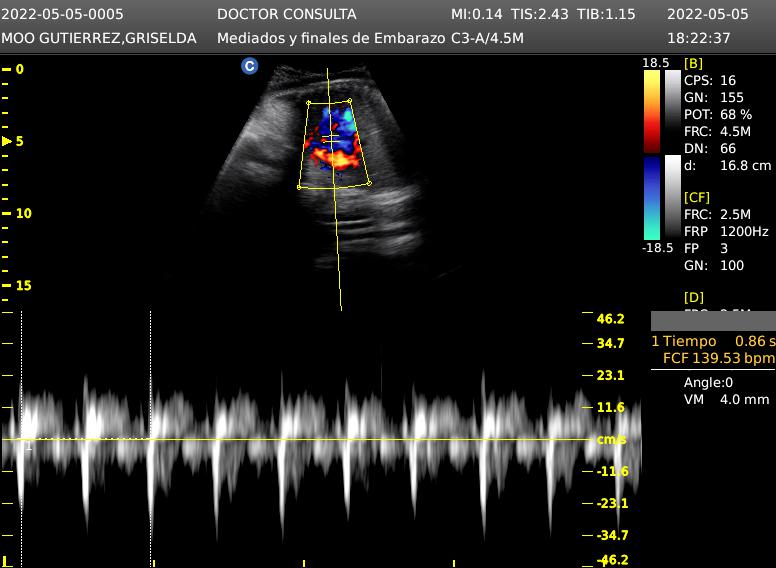 2022-05-05-0005 DOCTOR CONSULTA MI:0.14 TIS:2.43 TIB:1.15 2022-05-05
MOO GUTIERREZ,GRISELDA Mediados y finales de Embarazo C3-A/4.5M 18:22:37
C
0
5
10
15
18.5
-18.5
[B]
CPS: 16
GN: 155
POT: 68 %
FRC: 4.5M
DN: 66
d: 16.8 cm
[CF]
FRC: 2.5M
FRP 1200Hz
FP 3
GN: 100
[D]
1 Tiempo 0.86 s
FCF 139.53 bpm
Angle:0
VM 4.0 mm
46.2
34.7
23.1
11.6
cm/s
-11.6
-23.1
-34.7
-46.2
1